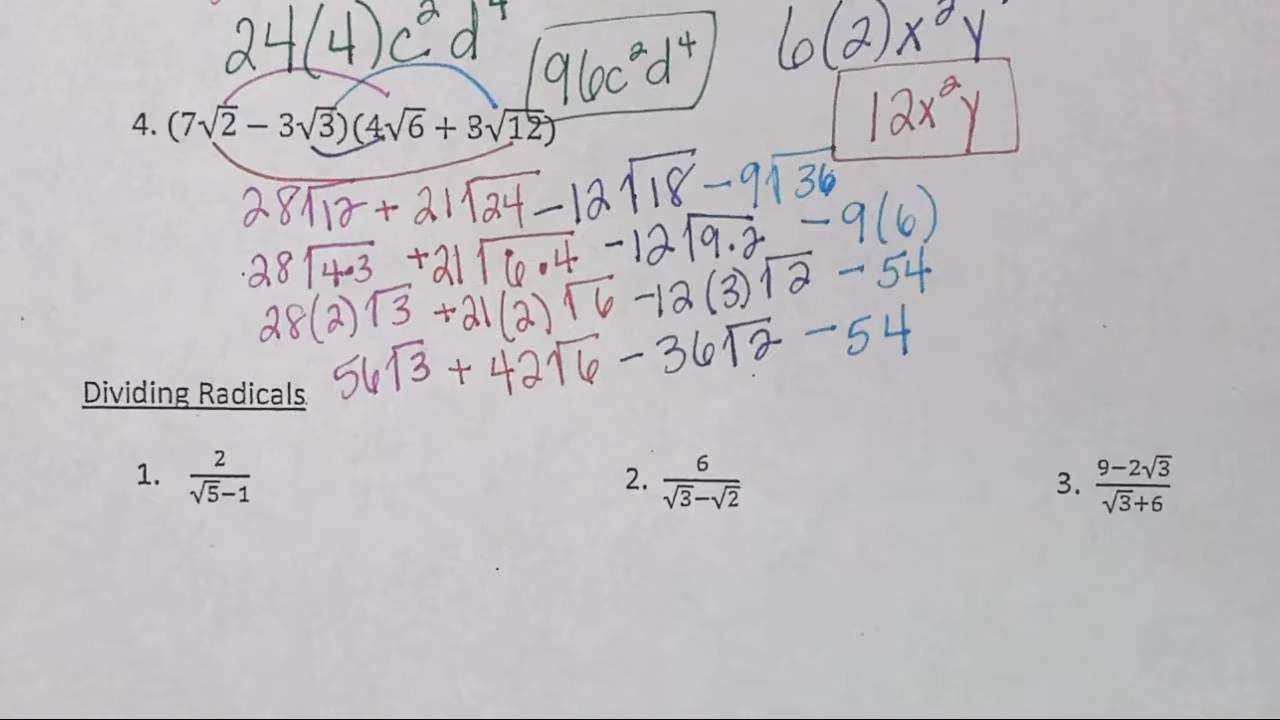 24(4)c²d⁴
96c²d⁴
6(2)x²y
12x²y
4. (7√2 − 3√3)(4√6 + 3√12)
28√12 + 21√24 − 12√18 − 9√36
28√4·3 + 21√6·4 − 12√9·2 − 9(6)
28(2)√3 + 21(2)√6 − 12(3)√2 − 54
56√3 + 42√6 − 36√2 − 54
Dividing Radicals
1. 2/(√5−1) 2. 6/(√3−√2) 3. (9−2√3)/(√3+6)